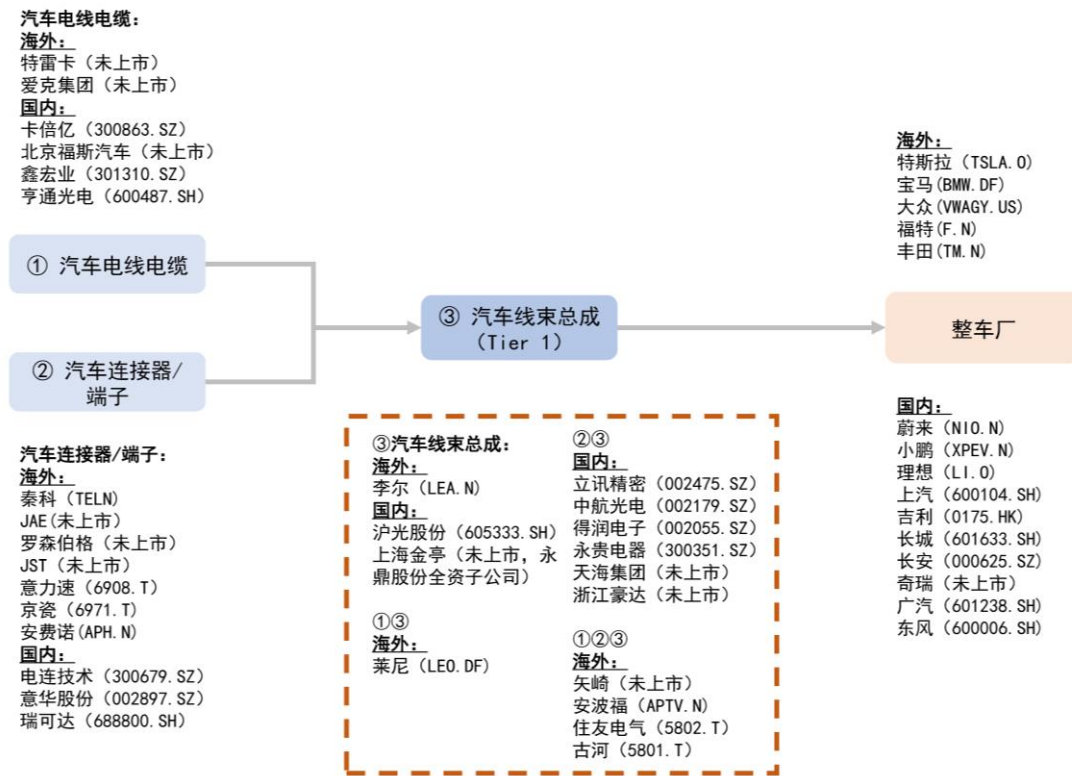 汽车电线电缆：
海外：
特雷卡（未上市）
爱克集团（未上市）
国内：
卡倍亿（300863.SZ）
北京福斯汽车（未上市）
鑫宏业（301310.SZ）
亨通光电（600487.SH）
① 汽车电线电缆
② 汽车连接器/
端子
汽车连接器/端子：
海外：
秦科（TELN）
JAE(未上市）
罗森伯格（未上市）
JST（未上市）
意力速（6908.T）
京瓷（6971.T）
安费诺(APH.N)
国内：
电连技术（300679.SZ）
意华股份（002897.SZ）
瑞可达（688800.SH）
③ 汽车线束总成
（Tier 1）
③汽车线束总成：
海外：
李尔（LEA.N）
国内：
沪光股份（605333.SH）
上海金亭（未上市，永
鼎股份全资子公司）
①③
海外：
莱尼（LEO.DF）
②③
国内：
立讯精密（002475.SZ）
中航光电（002179.SZ）
得润电子（002055.SZ）
永贵电器（300351.SZ）
天海集团（未上市）
浙江豪达（未上市）
①②③
海外：
矢崎（未上市）
安波福（APTV.N）
住友电气（5802.T）
古河（5801.T）
海外：
特斯拉（TSLA.O）
宝马(BMW.DF)
大众(VWAGY.US)
福特(F.N)
丰田(TM.N)
整车厂
国内：
蔚来（NIO.N）
小鹏（XPEV.N）
理想（LI.O）
上汽（600104.SH）
吉利（0175.HK）
长城（601633.SH）
长安（000625.SZ）
奇瑞（未上市）
广汽（601238.SH）
东风（600006.SH）